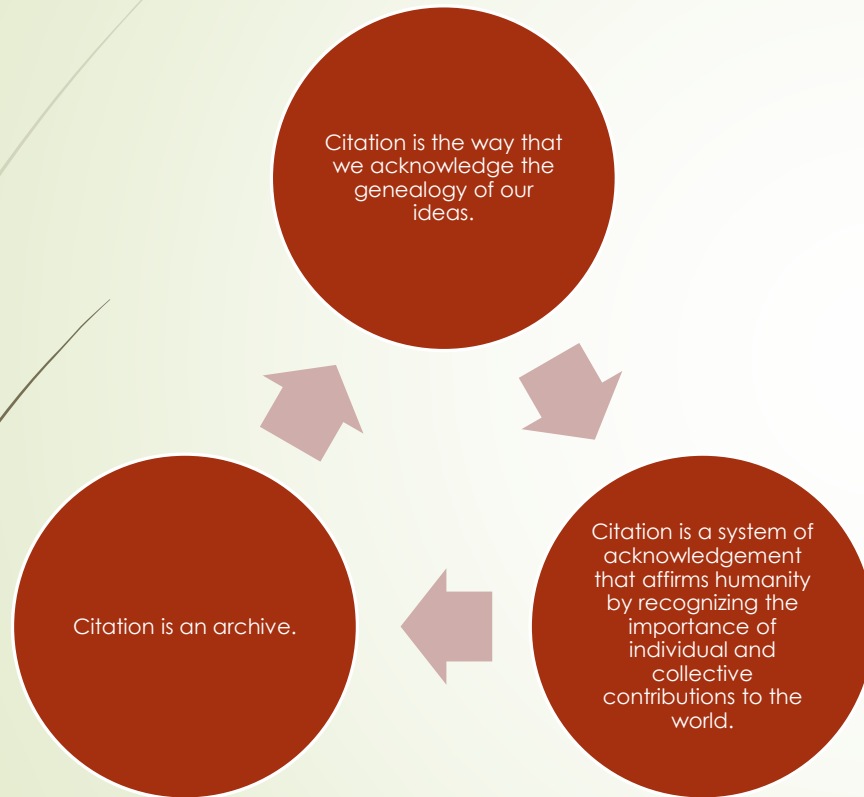 Citation is the way that
we acknowledge the
genealogy of our
ideas.
Citation is a system of
acknowledgement
that affirms humanity
by recognizing the
importance of
individual and
collective
contributions to the
world.
Citation is an archive.